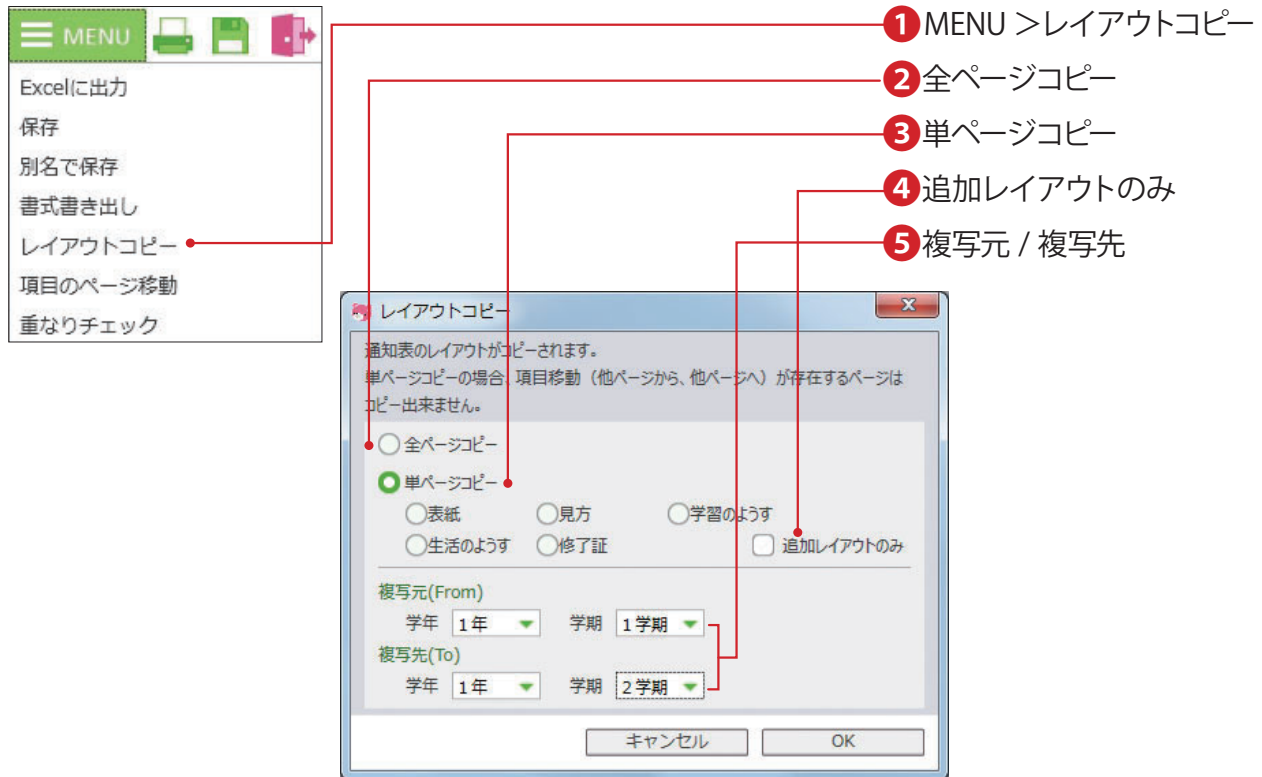 MENU
Excelに出力
保存
別名で保存
書式書き出し
レイアウトコピー
項目のページ移動
重なりチェック
1 MENU >レイアウトコピー
2 全ページコピー
3 単ページコピー
4 追加レイアウトのみ
5 複写元 / 複写先
レイアウトコピー
通知表のレイアウトがコピーされます。
単ページコピーの場合、項目移動（他ページから、他ページへ）が存在するページは
コピー出来ません。
全ページコピー
単ページコピー
表紙 見方 学習のようす
生活のようす 修了証 追加レイアウトのみ
複写元(From)
学年 1年 学期 1学期
複写先(To)
学年 1年 学期 2学期
キャンセル OK